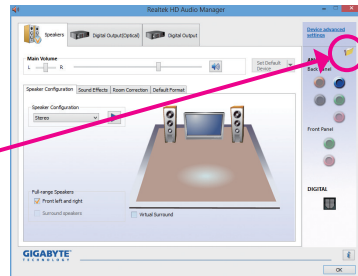 Realtek HD Audio Manager
Speakers
Digital Output(Optical)
Digital Output
Device advanced settings
Main Volume
L
R
Set Default Device
Speaker Configuration
Sound Effects
Room Correction
Default Format
Back Panel
Speaker Configuration
Stereo
Front Panel
Full-range Speakers
Front left and right
Surround speakers
Virtual Surround
DIGITAL
GIGABYTE™
TECHNOLOGY
OK